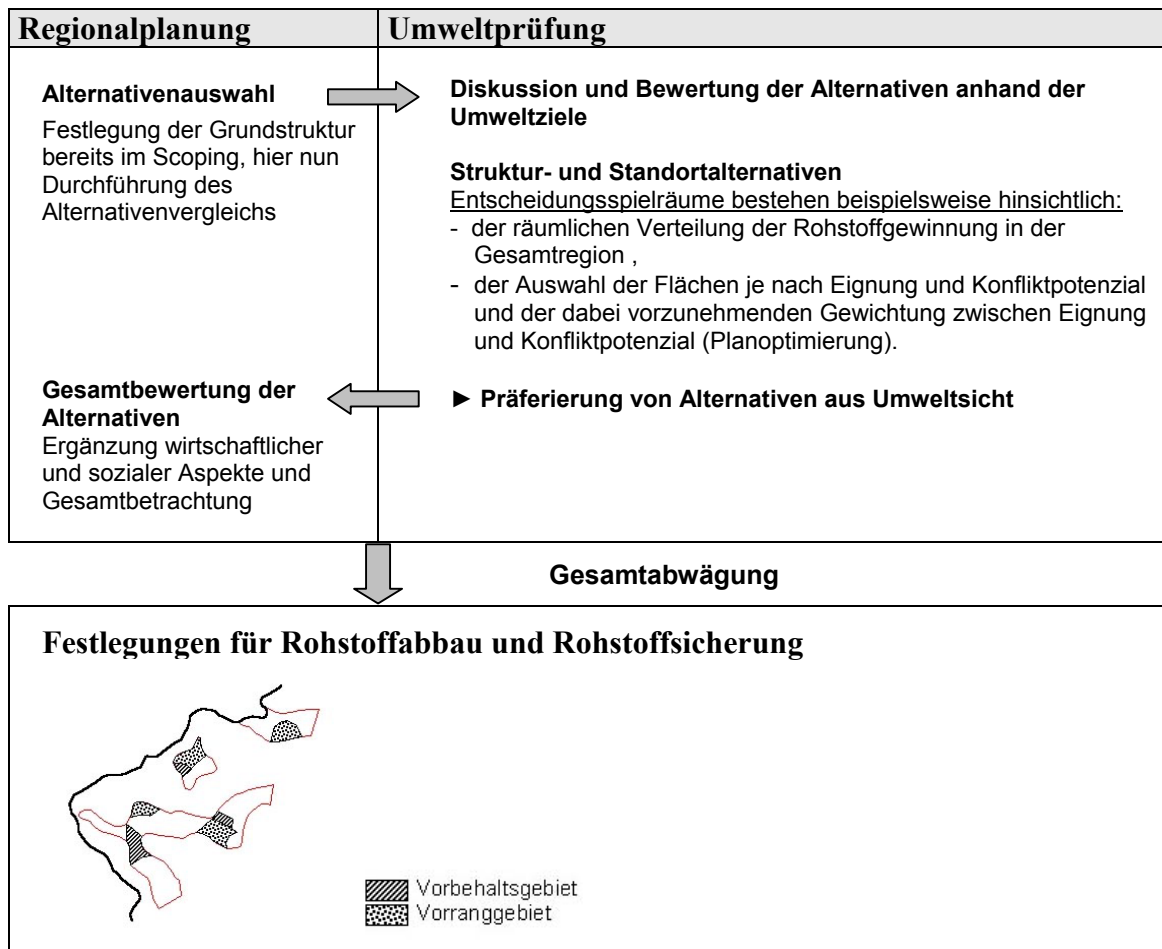 Regionalplanung
Umweltprüfung
Alternativenauswahl
Festlegung der Grundstruktur
bereits im Scoping, hier nun
Durchführung des
Alternativenvergleichs
Diskussion und Bewertung der Alternativen anhand der
Umweltziele
Struktur- und Standortalternativen
Entscheidungsspielräume bestehen beispielsweise hinsichtlich:
- der räumlichen Verteilung der Rohstoffgewinnung in der
Gesamtregion ,
- der Auswahl der Flächen je nach Eignung und Konfliktpotenzial
und der dabei vorzunehmenden Gewichtung zwischen Eignung
und Konfliktpotenzial (Planoptimierung).
Gesamtbewertung der
Alternativen
Ergänzung wirtschaftlicher
und sozialer Aspekte und
Gesamtbetrachtung
► Präferierung von Alternativen aus Umweltsicht
Gesamtabwägung
Festlegungen für Rohstoffabbau und Rohstoffsicherung
Vorbehaltsgebiet
Vorranggebiet